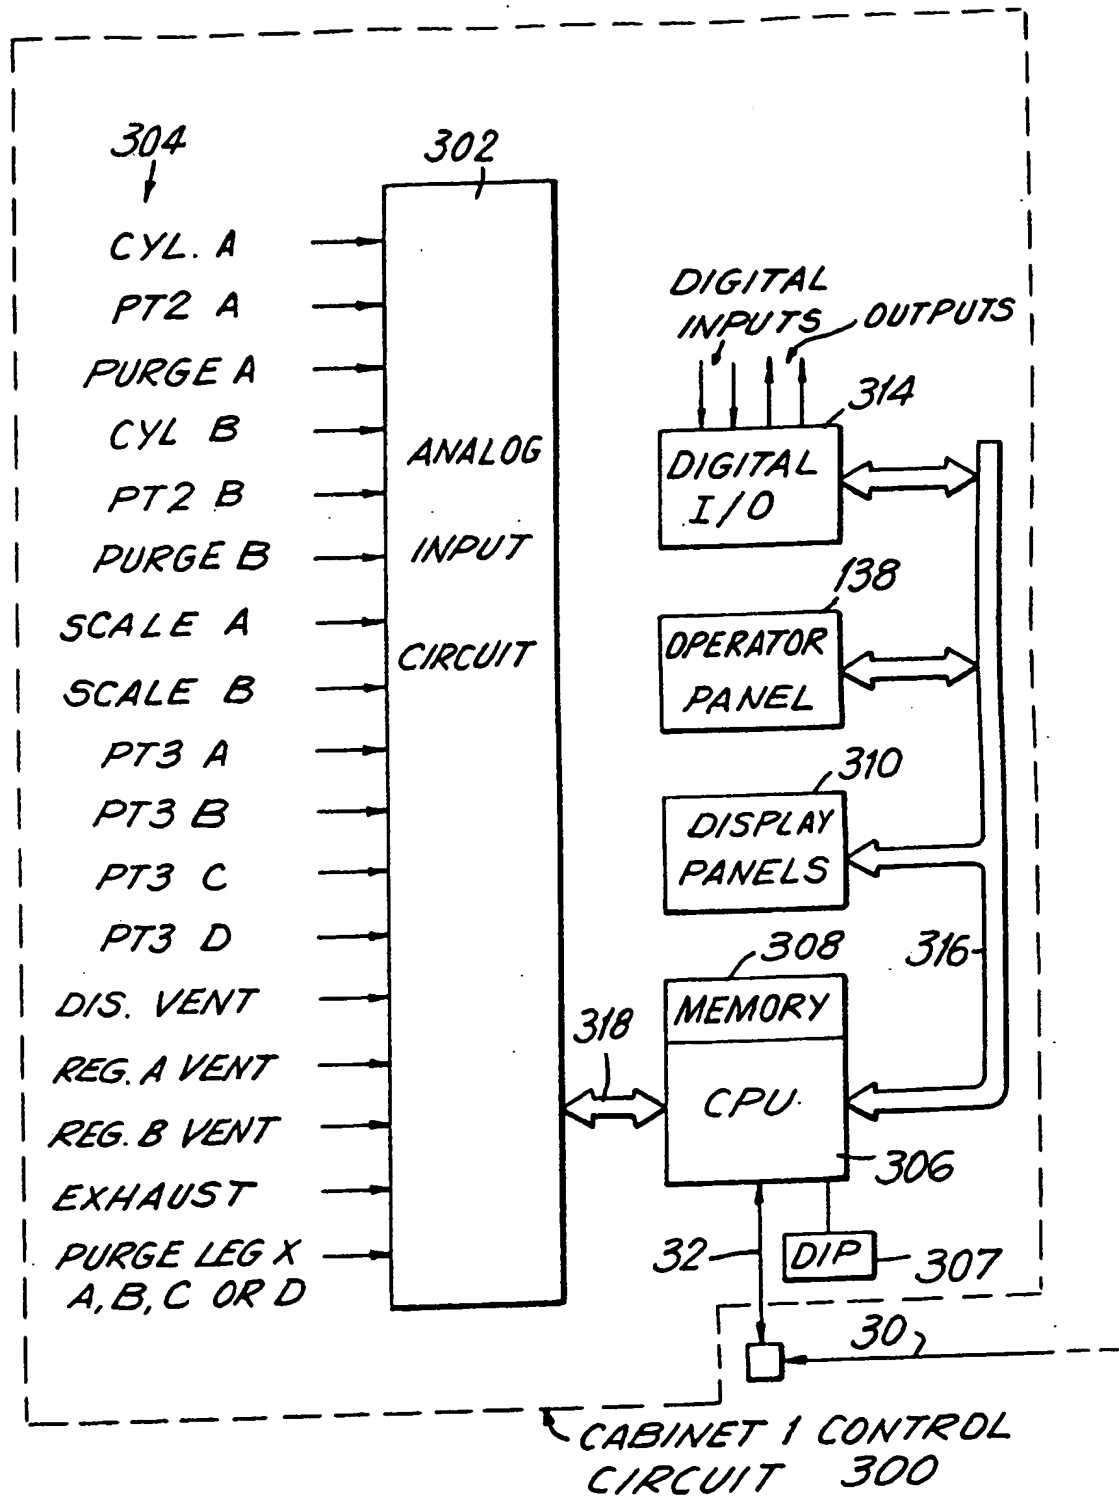 304
302
CYL. A
PT2 A
PURGE A
CYL B
PT2 B
PURGE B
SCALE A
SCALE B
PT3 A
PT3 B
PT3 C
PT3 D
DIS. VENT
REG. A VENT
REG. B VENT
EXHAUST
PURGE LEG X
A, B, C OR D
ANALOG
INPUT
CIRCUIT
DIGITAL
INPUTS
OUTPUTS
314
DIGITAL
I/O
138
OPERATOR
PANEL
310
DISPLAY
PANELS
316
308
MEMORY
CPU
318
306
32
DIP
307
30
CABINET 1 CONTROL
CIRCUIT 300